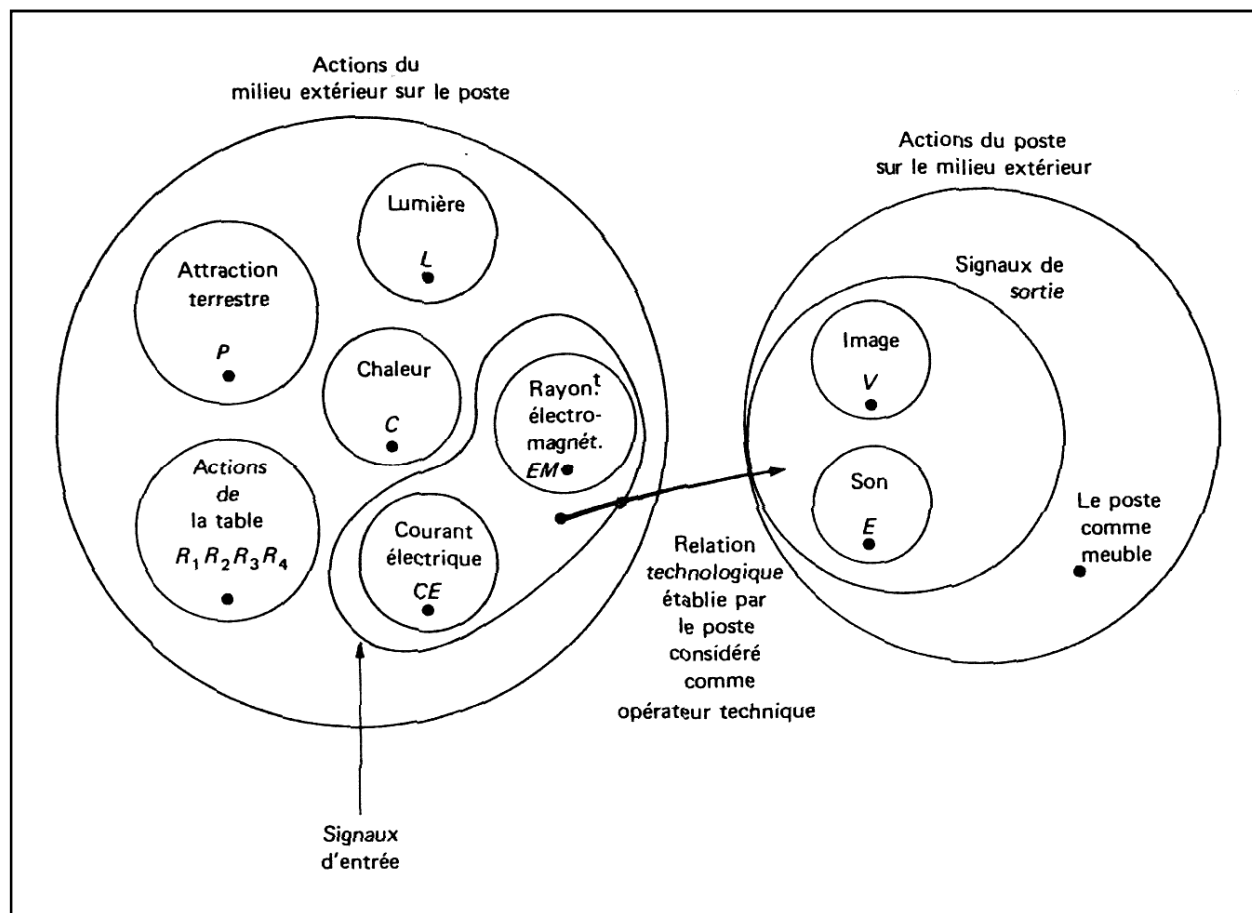 Actions du
milieu extérieur sur le poste
Lumière
L
Attraction
terrestre
P
Chaleur
C
Rayon.t
électro-
magnét.
EM
Actions
de
la table
R1 R2 R3 R4
Courant
électrique
CE
Signaux
d'entrée
Relation
technologique
établie par
le poste
considéré
comme
opérateur technique
Actions du poste
sur le milieu extérieur
Signaux de
sortie
Image
V
Son
E
Le poste
comme
meuble